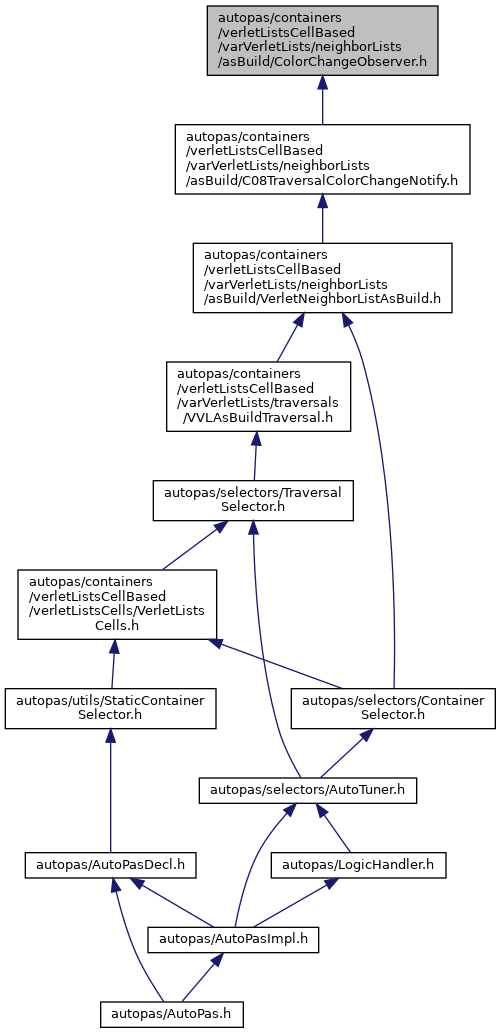 autopas/containers
/verletListsCellBased
/varVerletLists/neighborLists
/asBuild/ColorChangeObserver.h
autopas/containers
/verletListsCellBased
/varVerletLists/neighborLists
/asBuild/C08TraversalColorChangeNotify.h
autopas/containers
/verletListsCellBased
/varVerletLists/neighborLists
/asBuild/VerletNeighborListAsBuild.h
autopas/containers
/verletListsCellBased
/varVerletLists/traversals
/VVLAsBuildTraversal.h
autopas/selectors/Traversal
Selector.h
autopas/containers
/verletListsCellBased
/verletListsCells/VerletLists
Cells.h
autopas/utils/StaticContainer
Selector.h
autopas/selectors/Container
Selector.h
autopas/selectors/AutoTuner.h
autopas/AutoPasDecl.h
autopas/LogicHandler.h
autopas/AutoPasImpl.h
autopas/AutoPas.h